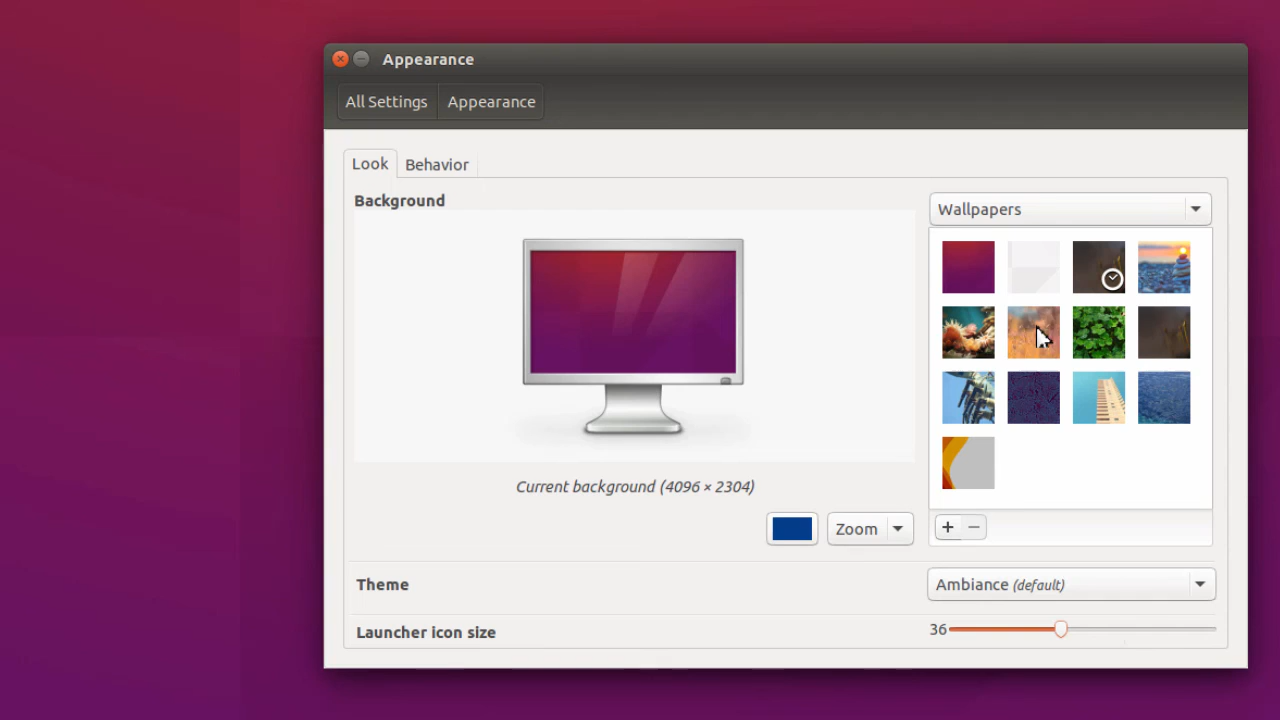 Appearance
All Settings
Appearance
Look
Behavior
Background
Wallpapers
Current background (4096 × 2304)
Zoom
Theme
Ambiance (default)
Launcher icon size
36